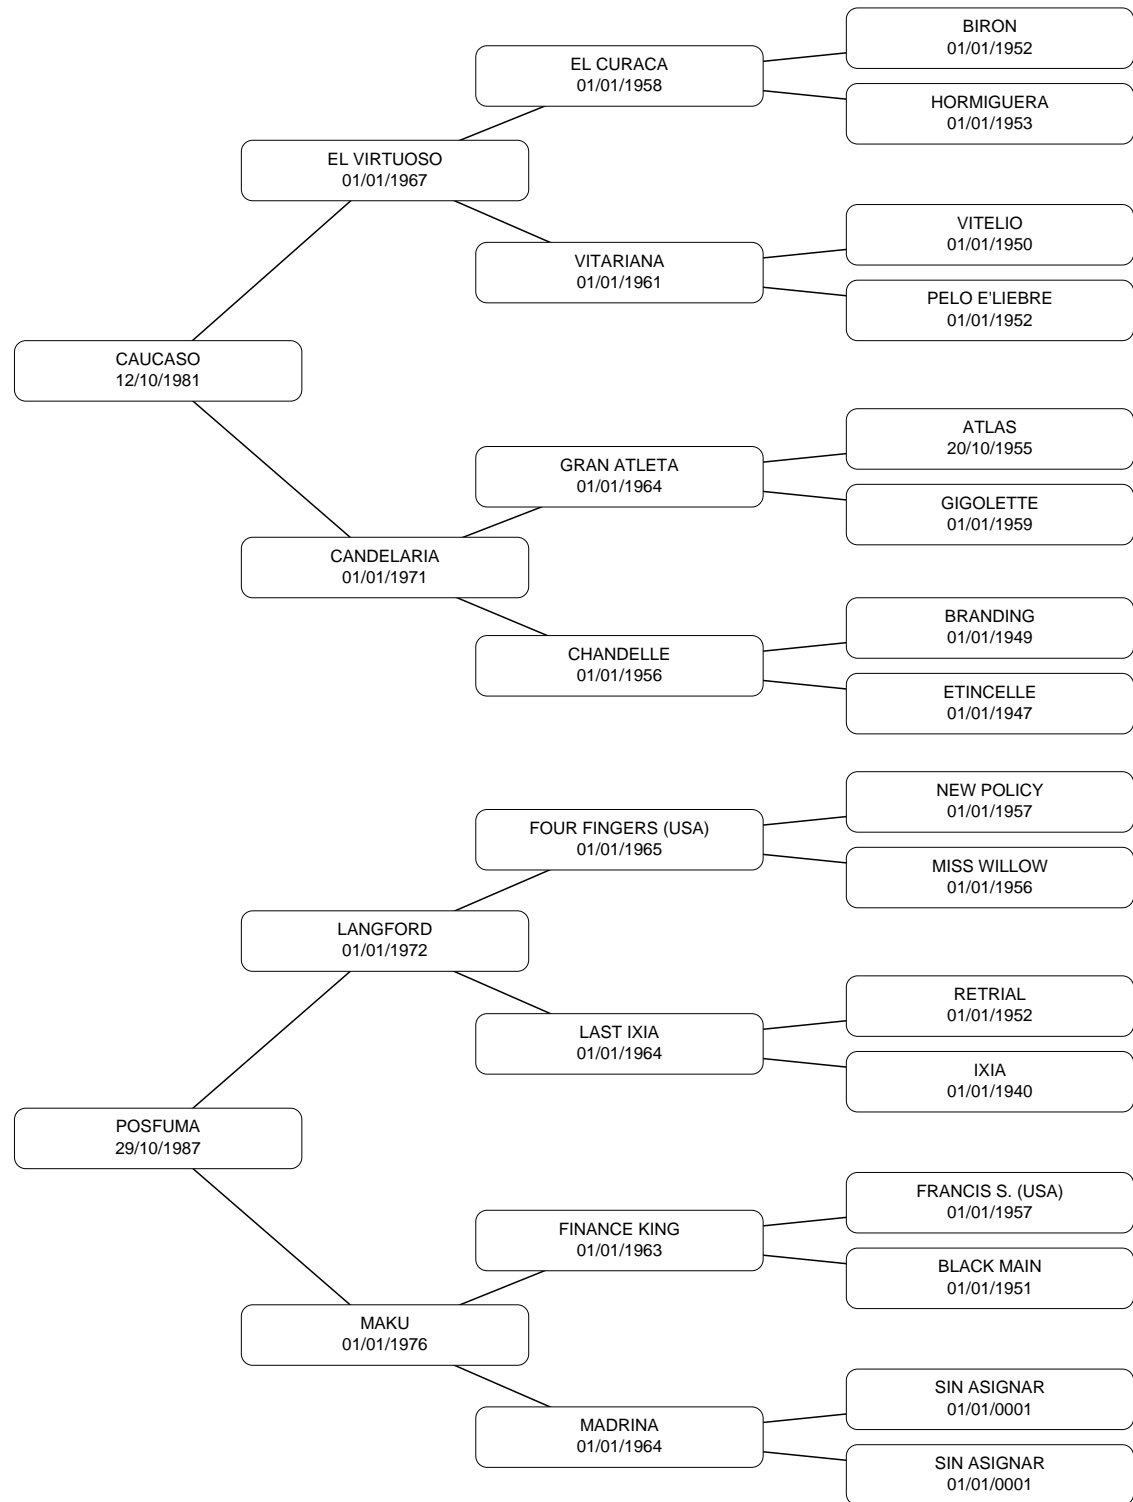 BIRON
01/01/1952
EL CURACA
01/01/1958
HORMIGUERA
01/01/1953
EL VIRTUOSO
01/01/1967
VITELIO
01/01/1950
VITARIANA
01/01/1961
PELO E'LIEBRE
01/01/1952
CAUCASO
12/10/1981
ATLAS
20/10/1955
GRAN ATLETA
01/01/1964
GIGOLETTE
01/01/1959
CANDELARIA
01/01/1971
BRANDING
01/01/1949
CHANDELLE
01/01/1956
ETINCELLE
01/01/1947
NEW POLICY
01/01/1957
FOUR FINGERS (USA)
01/01/1965
MISS WILLOW
01/01/1956
LANGFORD
01/01/1972
RETRIAL
01/01/1952
LAST IXIA
01/01/1964
IXIA
01/01/1940
POSFUMA
29/10/1987
FRANCIS S. (USA)
01/01/1957
FINANCE KING
01/01/1963
BLACK MAIN
01/01/1951
MAKU
01/01/1976
SIN ASIGNAR
01/01/0001
MADRINA
01/01/1964
SIN ASIGNAR
01/01/0001